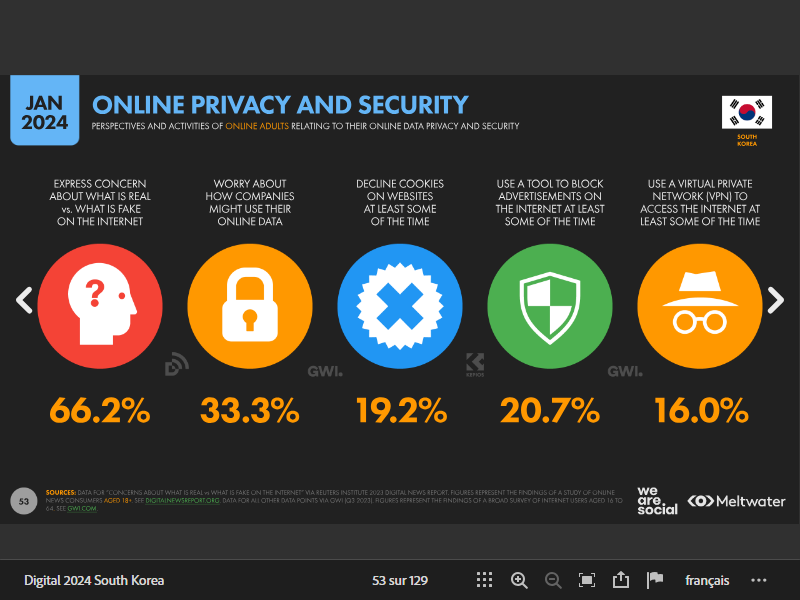 JAN
2024
ONLINE PRIVACY AND SECURITY
PERSPECTIVES AND ACTIVITIES OF ONLINE ADULTS RELATING TO THEIR ONLINE DATA PRIVACY AND SECURITY
SOUTH
KOREA
EXPRESS CONCERN
ABOUT WHAT IS REAL
vs. WHAT IS FAKE
ON THE INTERNET
WORRY ABOUT
HOW COMPANIES
MIGHT USE THEIR
ONLINE DATA
DECLINE COOKIES
ON WEBSITES
AT LEAST SOME
OF THE TIME
USE A TOOL TO BLOCK
ADVERTISEMENTS ON
THE INTERNET AT LEAST
SOME OF THE TIME
USE A VIRTUAL PRIVATE
NETWORK (VPN) TO
ACCESS THE INTERNET AT
LEAST SOME OF THE TIME
?
GWI.
KEPIOS
GWI.
66.2%
33.3%
19.2%
20.7%
16.0%
53
SOURCES: DATA FOR "CONCERNS ABOUT WHAT IS REAL vs WHAT IS FAKE ON THE INTERNET" VIA REUTERS INSTITUTE 2023 DIGITAL NEWS REPORT. FIGURES REPRESENT THE FINDINGS OF A STUDY OF ONLINE
NEWS CONSUMERS AGED 18+. SEE DIGITALNEWSREPORT.ORG. DATA FOR ALL OTHER DATA POINTS VIA GWI (Q3 2023). FIGURES REPRESENT THE FINDINGS OF A BROAD SURVEY OF INTERNET USERS AGED 16 TO
64. SEE GWI.COM.
we
are.
social
Meltwater
Digital 2024 South Korea
53 sur 129
français